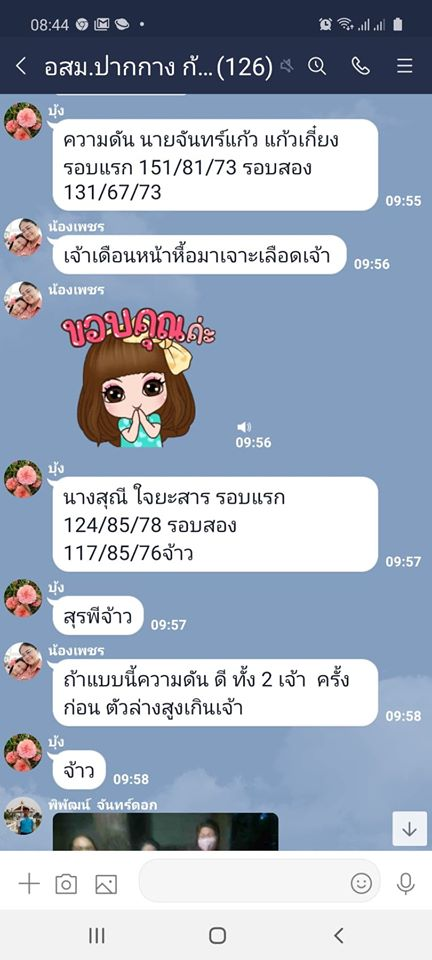 08:44
อสม.ปากกาง ก้...(126)
บุ้ง
ความดัน นายจันทร์แก้ว แก้วเกี๋ยง
รอบแรก 151/81/73 รอบสอง
131/67/73
09:55
น้องเพชร
เจ้าเดือนหน้าหื้อมาเจาะเลือดเจ้า
09:56
น้องเพชร
ขอบคุณค่ะ
09:56
บุ้ง
นางสุณี ใจยะสาร รอบแรก
124/85/78 รอบสอง
117/85/76จ้าว
09:57
บุ้ง
สุรพีจ้าว
09:57
น้องเพชร
ถ้าแบบนี้ความดัน ดี ทั้ง 2 เจ้า ครั้ง
ก่อน ตัวล่างสูงเกินเจ้า
09:58
บุ้ง
จ้าว
09:58
พิพัฒน์ จันทร์ดอก